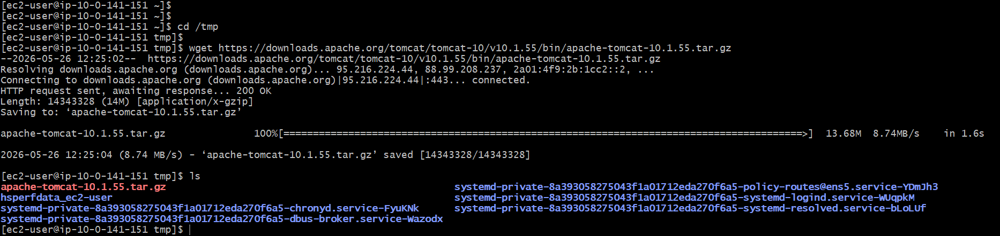 [ec2-user@ip-10-0-141-151 ~]$
[ec2-user@ip-10-0-141-151 ~]$
[ec2-user@ip-10-0-141-151 ~]$ cd /tmp
[ec2-user@ip-10-0-141-151 tmp]$
[ec2-user@ip-10-0-141-151 tmp]$ wget https://downloads.apache.org/tomcat/tomcat-10/v10.1.55/bin/apache-tomcat-10.1.55.tar.gz
--2026-05-26 12:25:02--  https://downloads.apache.org/tomcat/tomcat-10/v10.1.55/bin/apache-tomcat-10.1.55.tar.gz
Resolving downloads.apache.org (downloads.apache.org)... 95.216.224.44, 88.99.208.237, 2a01:4f9:2b:1cc2::2, ...
Connecting to downloads.apache.org (downloads.apache.org)|95.216.224.44|:443... connected.
HTTP request sent, awaiting response... 200 OK
Length: 14343328 (14M) [application/x-gzip]
Saving to: ‘apache-tomcat-10.1.55.tar.gz’
apache-tomcat-10.1.55.tar.gz               100%[========================================================================================>]  13.68M  8.74MB/s    in 1.6s
2026-05-26 12:25:04 (8.74 MB/s) - ‘apache-tomcat-10.1.55.tar.gz’ saved [14343328/14343328]
[ec2-user@ip-10-0-141-151 tmp]$ ls
apache-tomcat-10.1.55.tar.gz                                                 systemd-private-8a393058275043f1a01712eda270f6a5-policy-routes@ens5.service-YDmJh3
hsperfdata_ec2-user                                                          systemd-private-8a393058275043f1a01712eda270f6a5-systemd-logind.service-WUqpkM
systemd-private-8a393058275043f1a01712eda270f6a5-chronyd.service-FyuKNk      systemd-private-8a393058275043f1a01712eda270f6a5-systemd-resolved.service-bLoLUf
systemd-private-8a393058275043f1a01712eda270f6a5-dbus-broker.service-Wazodx
[ec2-user@ip-10-0-141-151 tmp]$